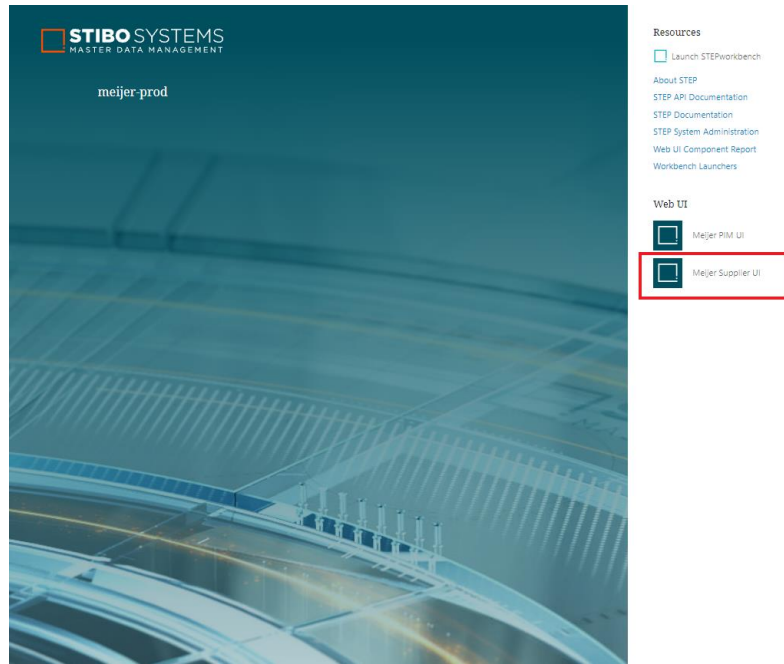 STIBO SYSTEMS
MASTER DATA MANAGEMENT
meijer-prod
Resources
Launch STEPworkbench
About STEP
STEP API Documentation
STEP Documentation
STEP System Administration
Web UI Component Report
Workbench Launchers
Web UI
Meijer PIM UI
Meijer Supplier UI